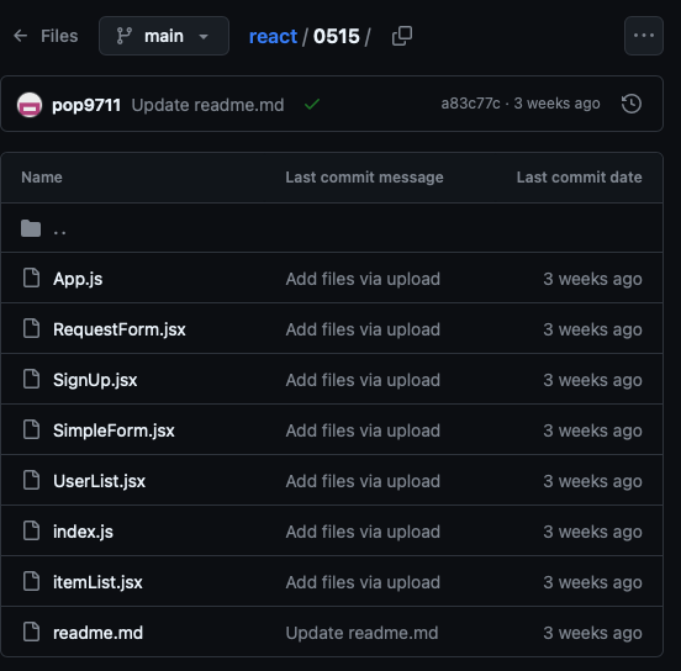 Files main react / 0515 /
pop9711 Update readme.md a83c77c · 3 weeks ago
Name Last commit message Last commit date
..
App.js Add files via upload 3 weeks ago
RequestForm.jsx Add files via upload 3 weeks ago
SignUp.jsx Add files via upload 3 weeks ago
SimpleForm.jsx Add files via upload 3 weeks ago
UserList.jsx Add files via upload 3 weeks ago
index.js Add files via upload 3 weeks ago
itemList.jsx Add files via upload 3 weeks ago
readme.md Update readme.md 3 weeks ago